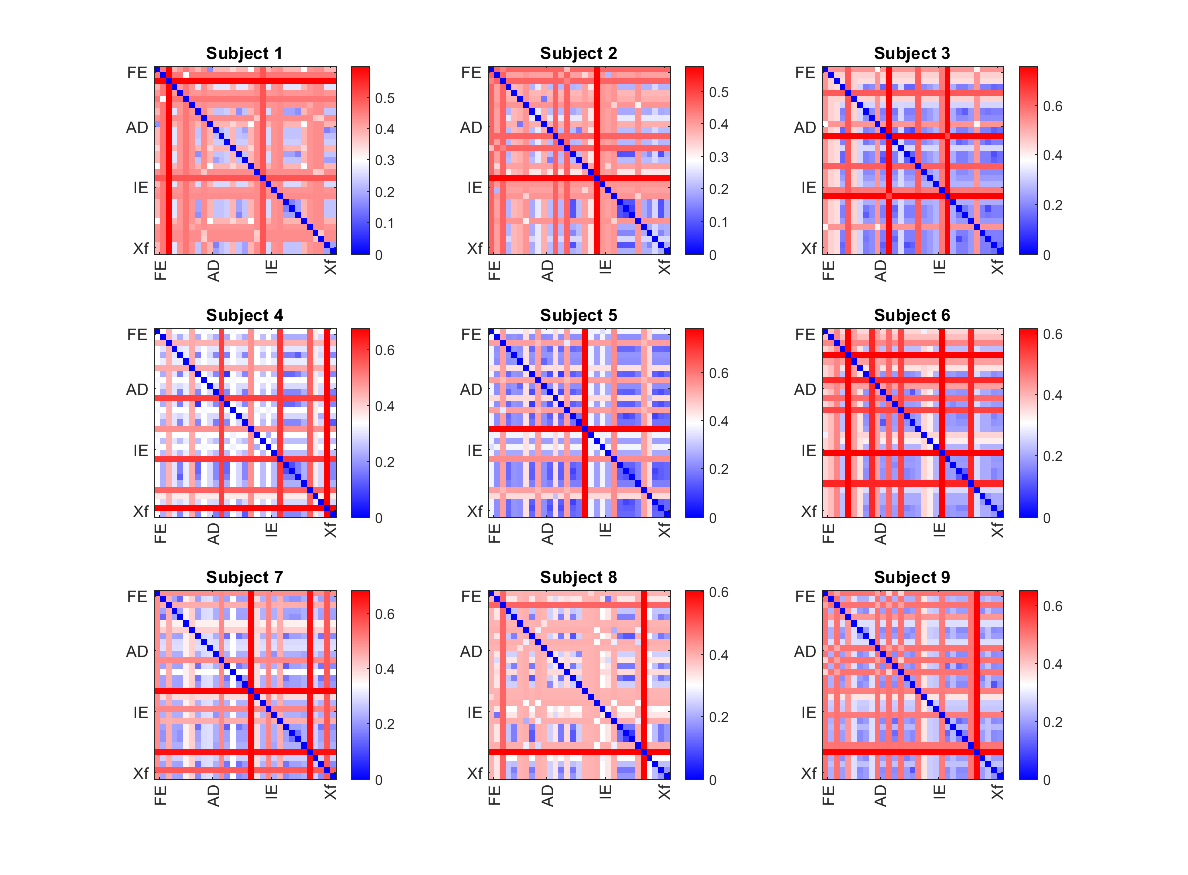 Subject 1
FE
AD
IE
Xf
FE
AD
IE
Xf
0.5
0.4
0.3
0.2
0.1
0
Subject 2
FE
AD
IE
Xf
FE
AD
IE
Xf
0.5
0.4
0.3
0.2
0.1
0
Subject 3
FE
AD
IE
Xf
FE
AD
IE
Xf
0.6
0.4
0.2
0
Subject 4
FE
AD
IE
Xf
FE
AD
IE
Xf
0.6
0.4
0.2
0
Subject 5
FE
AD
IE
Xf
FE
AD
IE
Xf
0.6
0.4
0.2
0
Subject 6
FE
AD
IE
Xf
FE
AD
IE
Xf
0.6
0.4
0.2
0
Subject 7
FE
AD
IE
Xf
FE
AD
IE
Xf
0.6
0.4
0.2
0
Subject 8
FE
AD
IE
Xf
FE
AD
IE
Xf
0.6
0.4
0.2
0
Subject 9
FE
AD
IE
Xf
FE
AD
IE
Xf
0.6
0.4
0.2
0